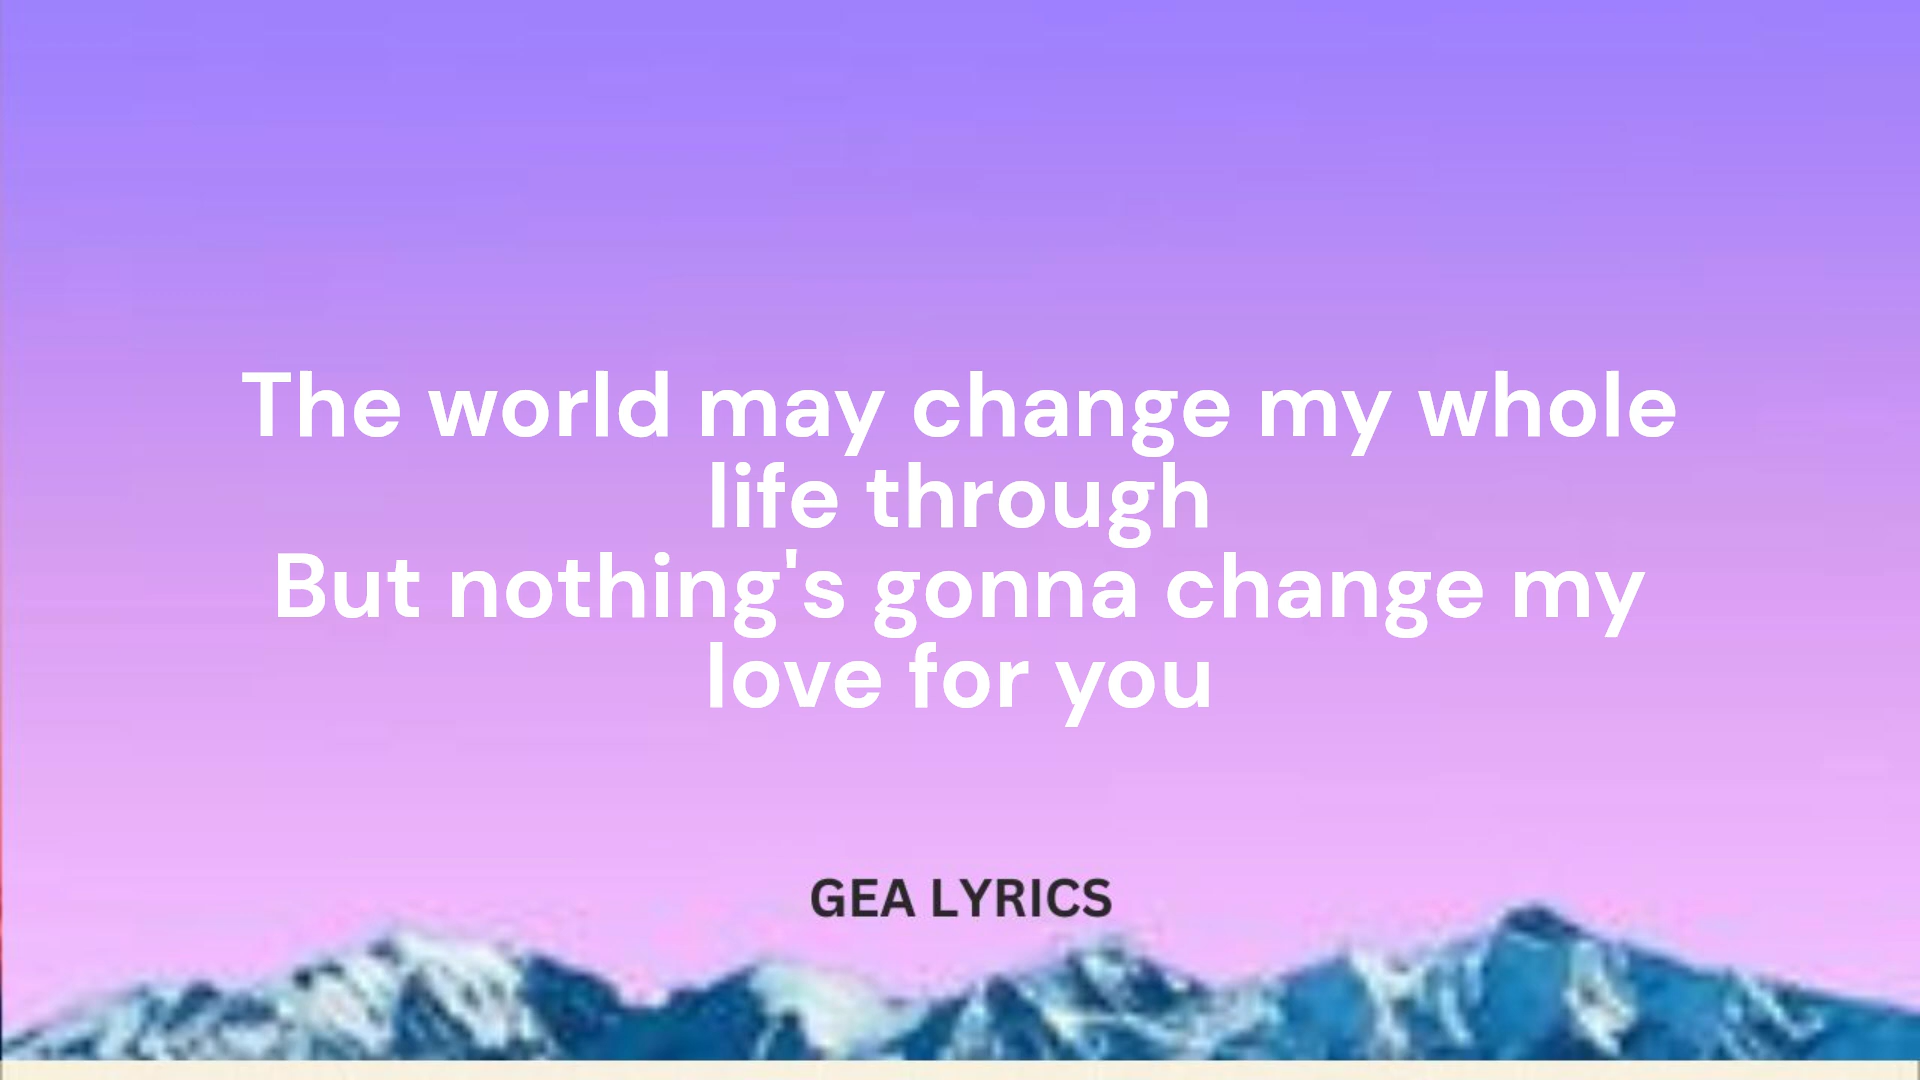 The world may change my whole
life through
But nothing's gonna change my
love for you
GEA LYRICS